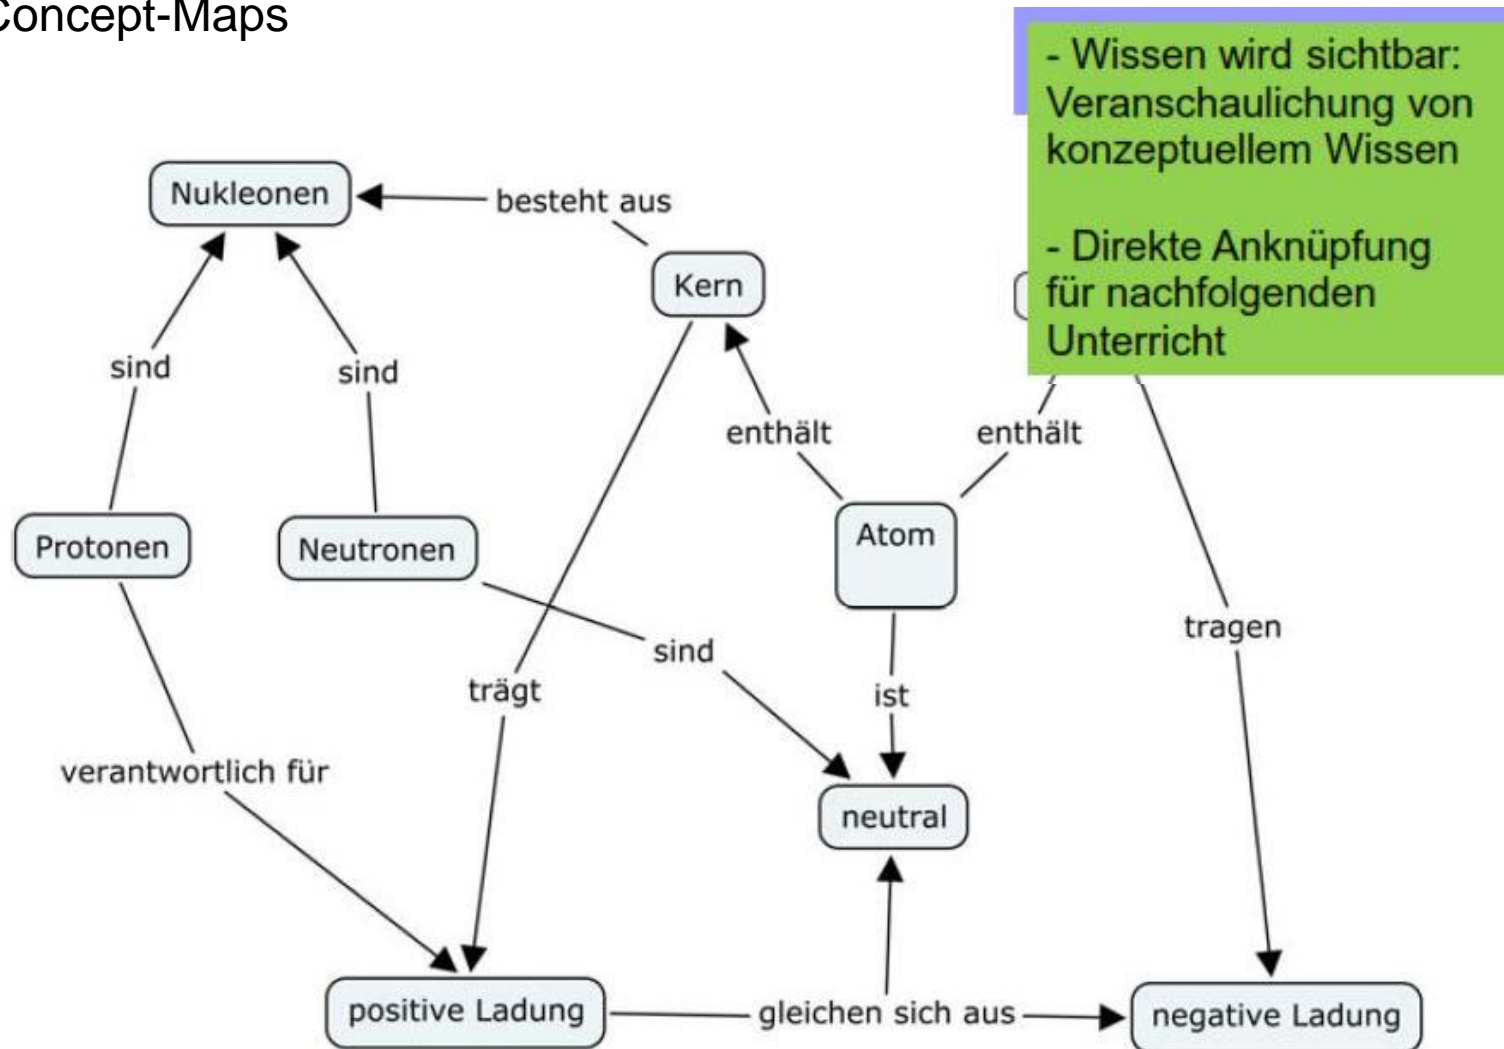 Concept-Maps
- Wissen wird sichtbar:
Veranschaulichung von
konzeptuellem Wissen
- Direkte Anknüpfung
für nachfolgenden
Unterricht
Nukleonen
besteht aus
Kern
sind
sind
enthält
enthält
Protonen
Neutronen
Atom
tragen
sind
trägt
ist
verantwortlich für
neutral
positive Ladung
gleichen sich aus
negative Ladung